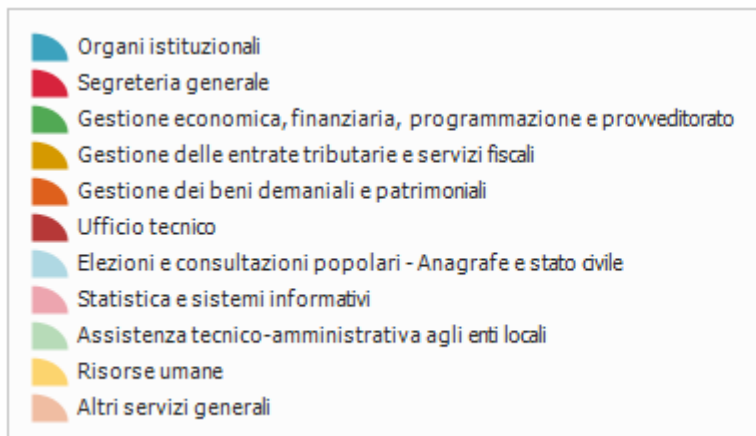 Organi istituzionali
Segreteria generale
Gestione economica, finanziaria, programmazione e provveditorato
Gestione delle entrate tributarie e servizi fiscali
Gestione dei beni demaniali e patrimoniali
Ufficio tecnico
Elezioni e consultazioni popolari - Anagrafe e stato civile
Statistica e sistemi informativi
Assistenza tecnico-amministrativa agli enti locali
Risorse umane
Altri servizi generali